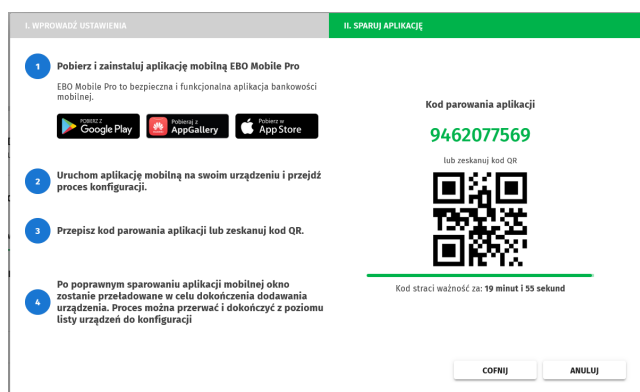 I. WPROWADŹ USTAWIENIA
II. SPARUJ APLIKACJĘ
1
Pobierz i zainstaluj aplikację mobilną EBO Mobile Pro
EBO Mobile Pro to bezpieczna i funkcjonalna aplikacja bankowości
mobilnej.
POBIERZ Z
Google Play
Pobieraj z
AppGallery
Pobierz w
App Store
2
Uruchom aplikację mobilną na swoim urządzeniu i przejdź
proces konfiguracji.
3
Przepisz kod parowania aplikacji lub zeskanuj kod QR.
4
Po poprawnym sparowaniu aplikacji mobilnej okno
zostanie przeładowane w celu dokończenia dodawania
urządzenia. Proces można przerwać i dokończyć z poziomu
listy urządzeń do konfiguracji
Kod parowania aplikacji
9462077569
lub zeskanuj kod QR
Kod straci ważność za: 19 minut i 55 sekund
COFNIJ
ANULUJ